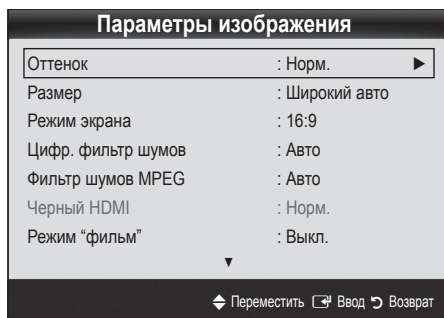 Параметры изображения
Оттенок : Норм. ▶
Размер : Широкий авто
Режим экрана : 16:9
Цифр. фильтр шумов : Авто
Фильтр шумов MPEG : Авто
Черный HDMI : Норм.
Режим “фильм” : Выкл.
▼
Переместить Ввод Возврат